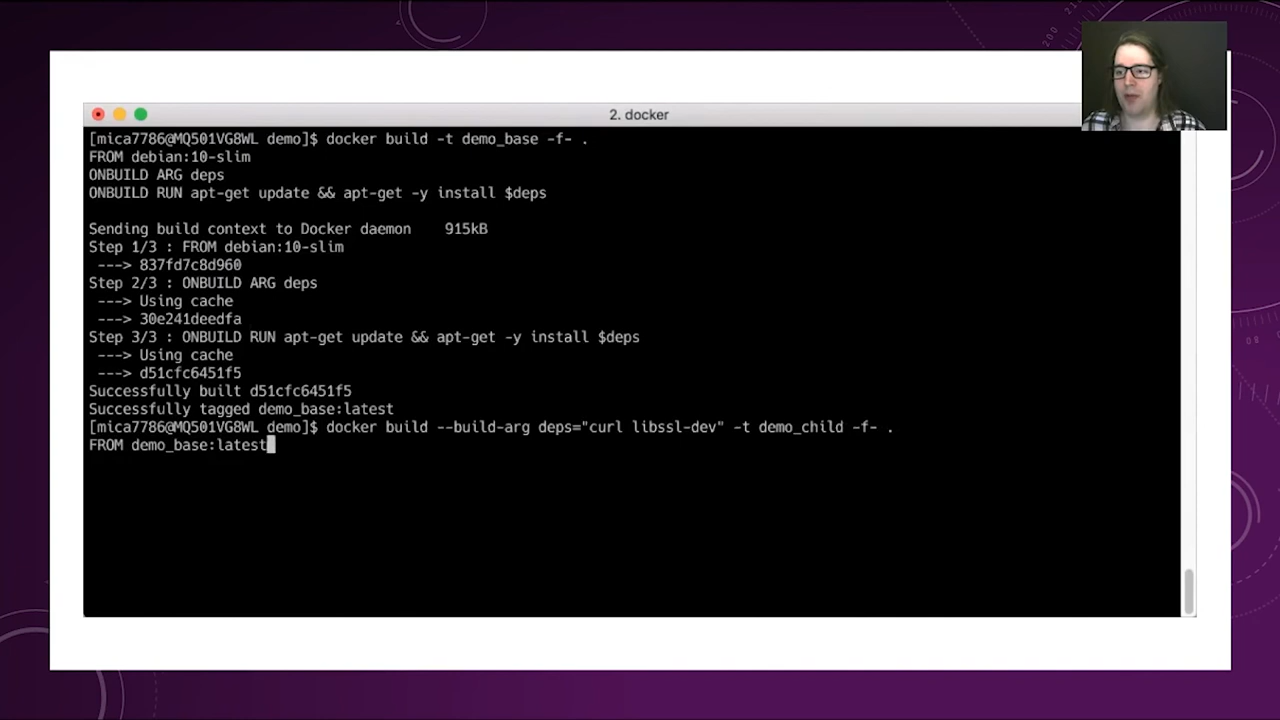 2. docker
[mica7786@MQ501VG8WL demo]$ docker build -t demo_base -f- .
FROM debian:10-slim
ONBUILD ARG deps
ONBUILD RUN apt-get update && apt-get -y install $deps
Sending build context to Docker daemon    915kB
Step 1/3 : FROM debian:10-slim
 ---> 837fd7c8d960
Step 2/3 : ONBUILD ARG deps
 ---> Using cache
 ---> 30e241deedfa
Step 3/3 : ONBUILD RUN apt-get update && apt-get -y install $deps
 ---> Using cache
 ---> d51cfc6451f5
Successfully built d51cfc6451f5
Successfully tagged demo_base:latest
[mica7786@MQ501VG8WL demo]$ docker build --build-arg deps="curl libssl-dev" -t demo_child -f- .
FROM demo_base:latest